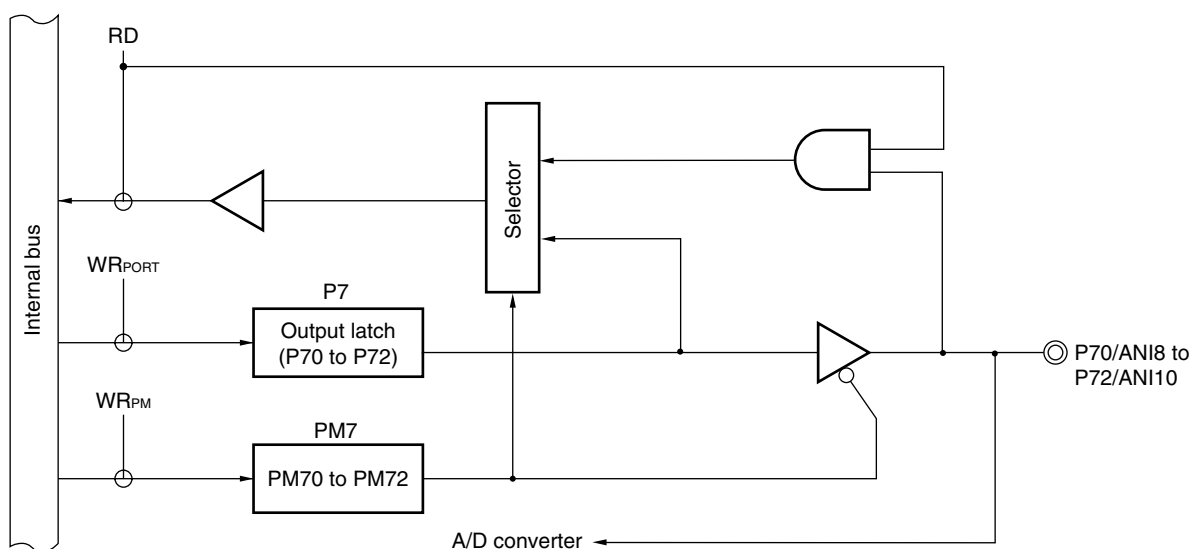 RD
Selector
Internal bus
WRPORT
P7
Output latch
(P70 to P72)
P70/ANI8 to
P72/ANI10
WRPM
PM7
PM70 to PM72
A/D converter